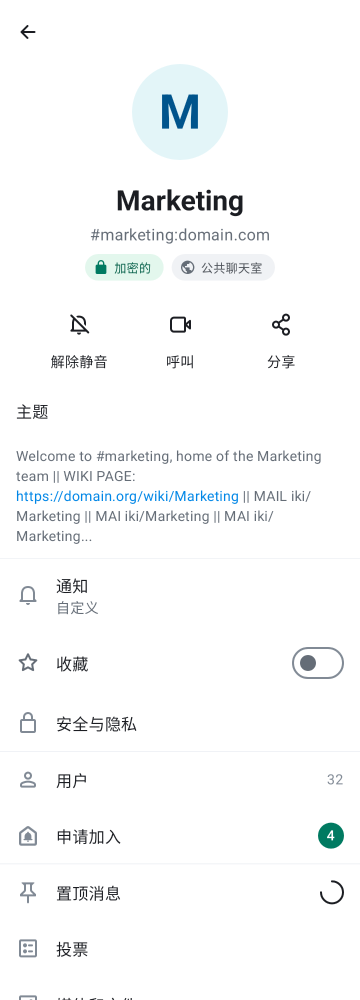 M
Marketing
#marketing:domain.com
加密的 公共聊天室
解除静音 呼叫 分享
主题
Welcome to #marketing, home of the Marketing
team || WIKI PAGE:
https://domain.org/wiki/Marketing || MAIL iki/
Marketing || MAI iki/Marketing || MAI iki/
Marketing...
通知
自定义
收藏
安全与隐私
用户 32
申请加入 4
置顶消息
投票